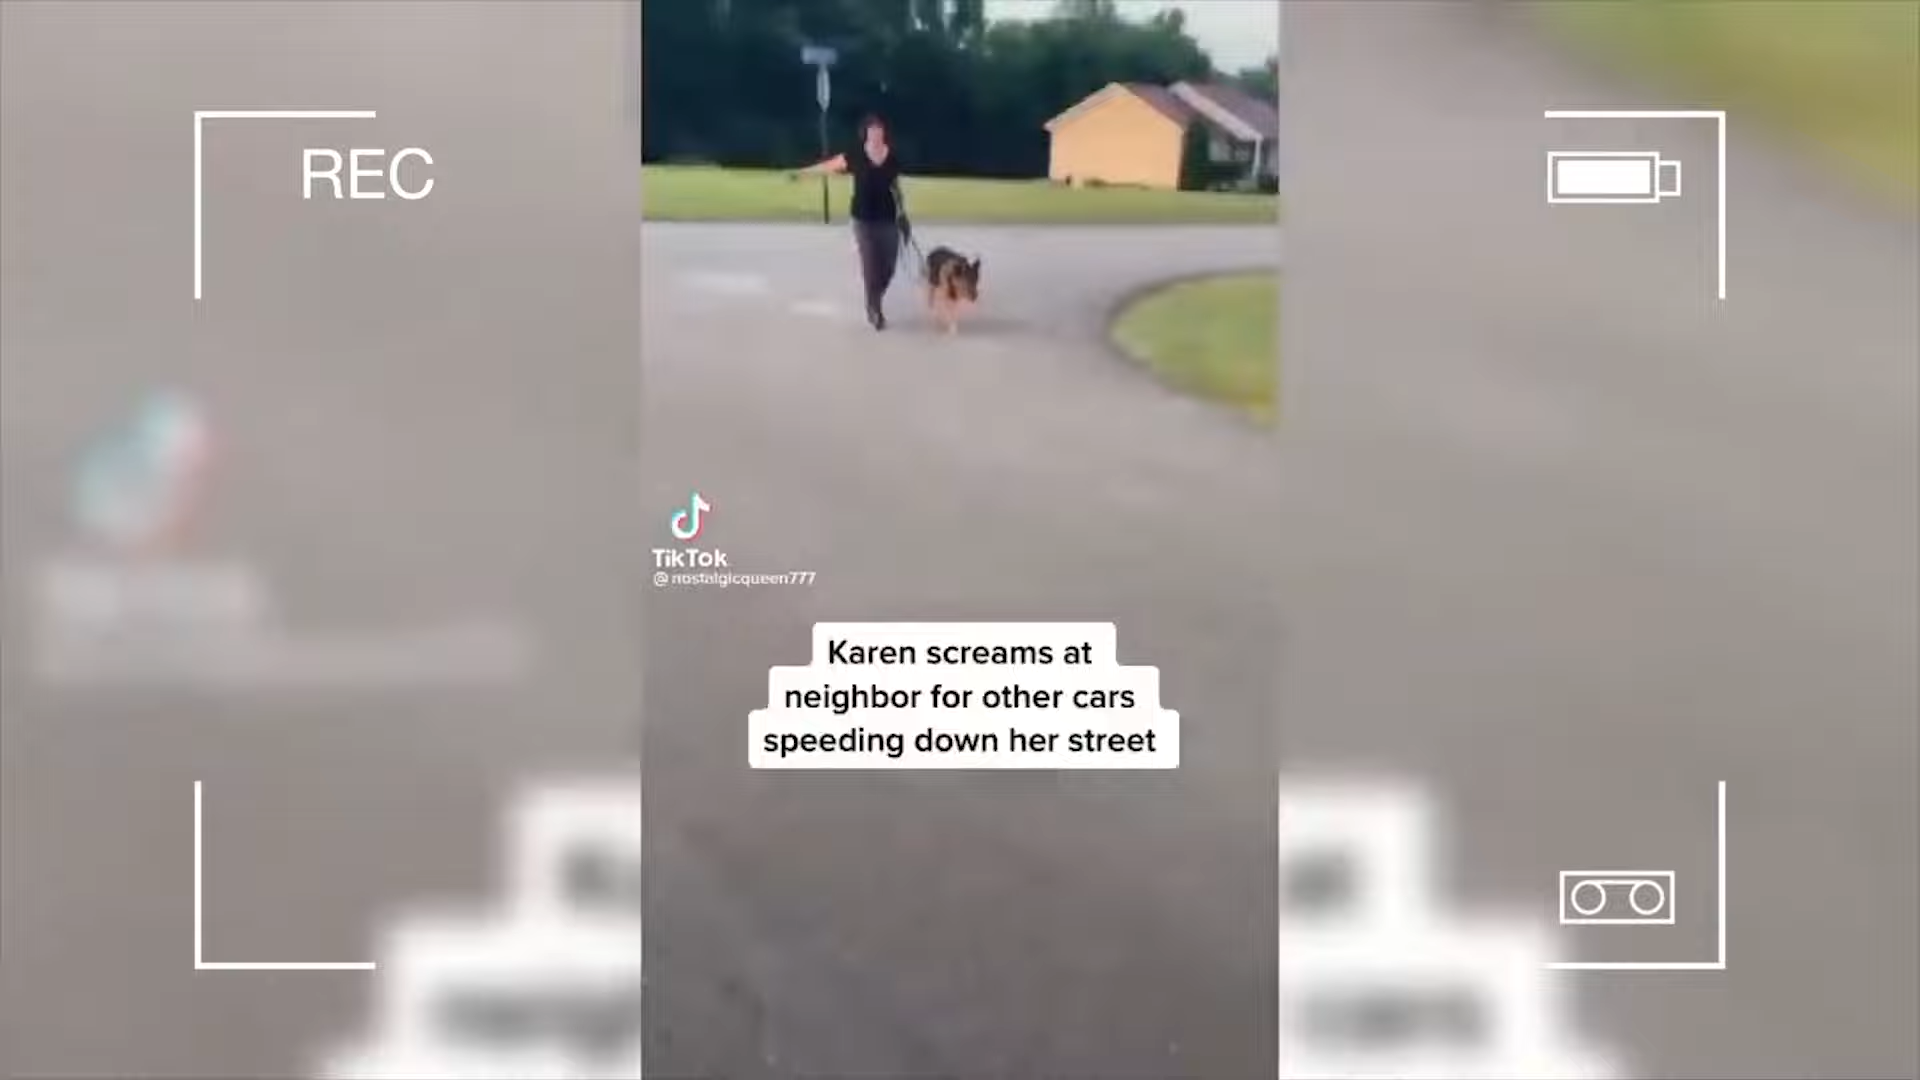 REC
TikTok
@nostalgicqueen777
Karen screams at
neighbor for other cars
speeding down her street